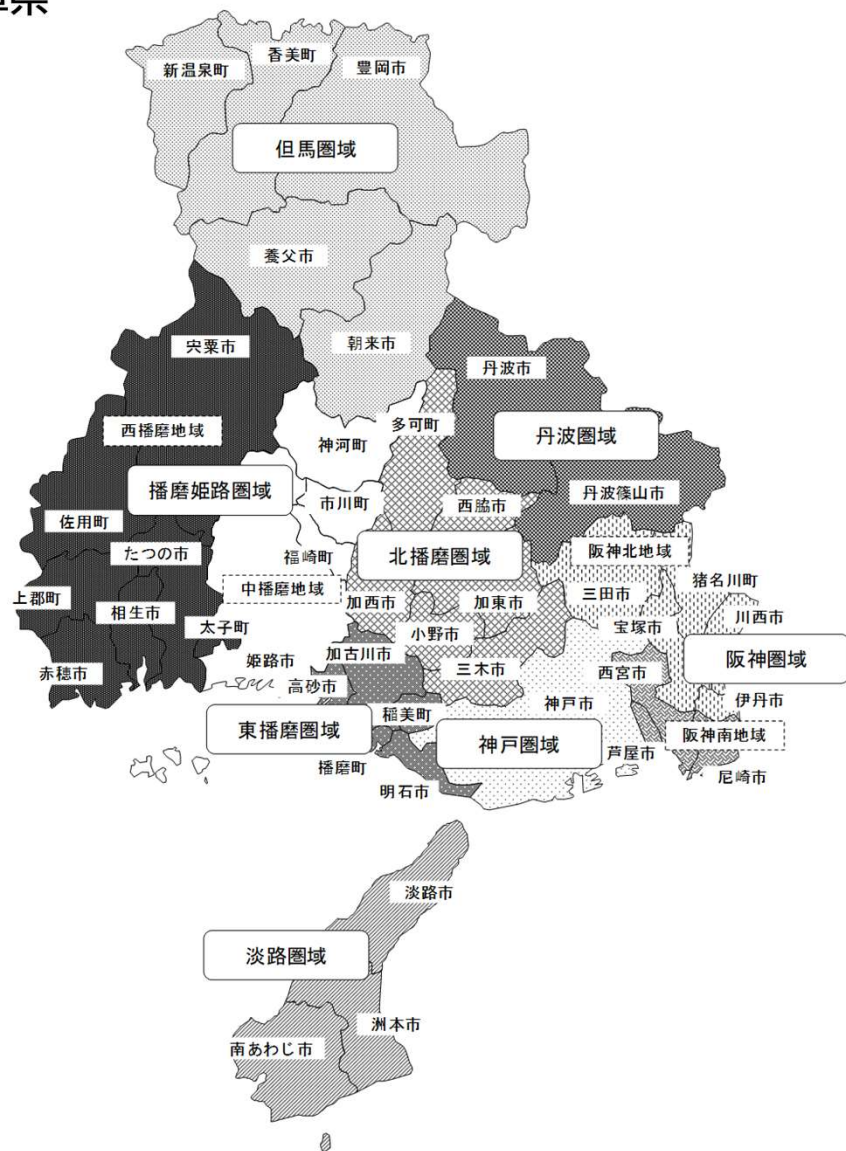 香美町
新温泉町
豊岡市
但馬圏域
養父市
宍粟市
朝来市
丹波市
多可町
西播磨地域
神河町
丹波圏域
播磨姫路圏域
市川町
西脇市
丹波篠山市
佐用町
たつの市
福崎町
北播磨圏域
阪神北地域
猪名川町
中播磨地域
加西市
加東市
三田市
川西市
上郡町
相生市
太子町
小野市
宝塚市
加古川市
阪神圏域
赤穂市
姫路市
三木市
西宮市
高砂市
神戸市
伊丹市
稲美町
東播磨圏域
神戸圏域
阪神南地域
播磨町
芦屋市
尼崎市
明石市
淡路市
淡路圏域
洲本市
南あわじ市